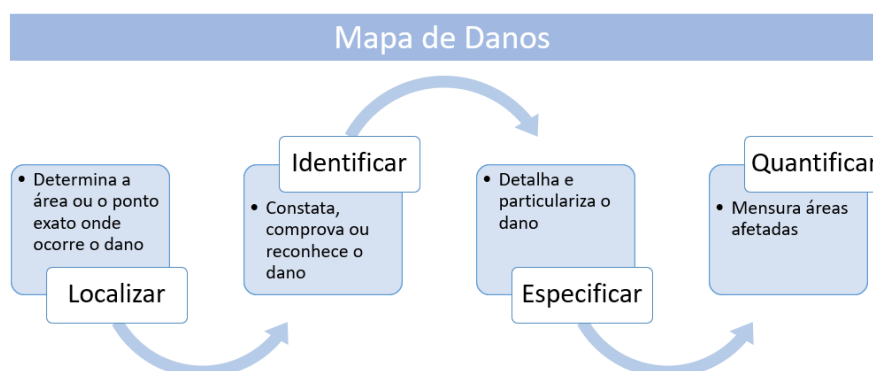 Mapa de Danos
• Determina a
área ou o ponto
exato onde
ocorre o dano
Localizar
Identificar
• Constata,
comprova ou
reconhece o
dano
• Detalha e
particulariza o
dano
Especificar
Quantificar
• Mensura áreas
afetadas